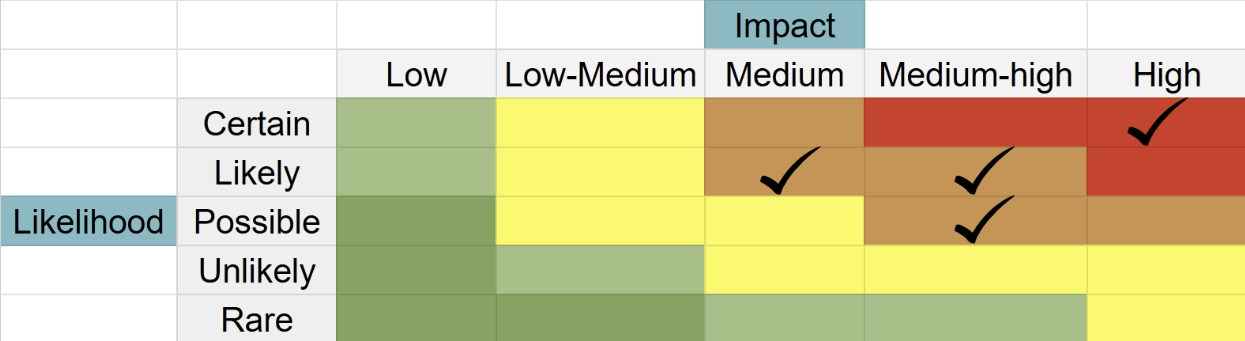 Impact
Low Low-Medium Medium Medium-high High
Certain
Likely
Likelihood Possible
Unlikely
Rare